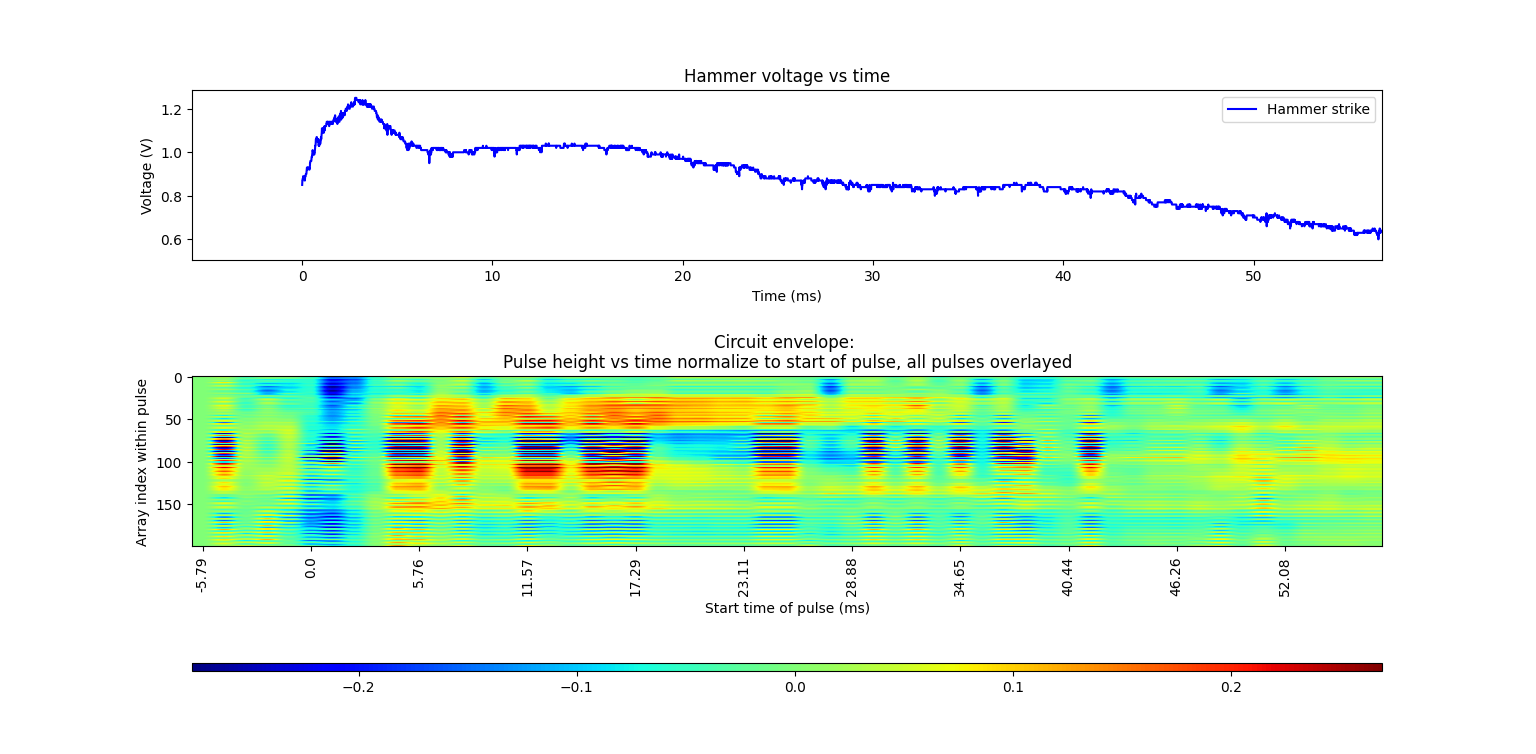 Hammer voltage vs time
Hammer strike
Voltage (V)
1.2
1.0
0.8
0.6
0 10 20 30 40 50
Time (ms)
Circuit envelope:
Pulse height vs time normalize to start of pulse, all pulses overlayed
Array index within pulse
0
50
100
150
-5.79 0.0 5.76 11.57 17.29 23.11 28.88 34.65 40.44 46.26 52.08
Start time of pulse (ms)
−0.2 −0.1 0.0 0.1 0.2